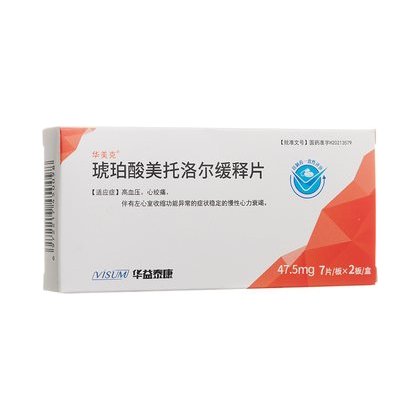 华美克®
【批准文号】国药准字H20213579
琥珀酸美托洛尔缓释片
【适应症】高血压。心绞痛。
伴有左心室收缩功能异常的症状稳定的慢性心力衰竭。
VISUM 华益泰康
47.5mg 7片/板×2板/盒